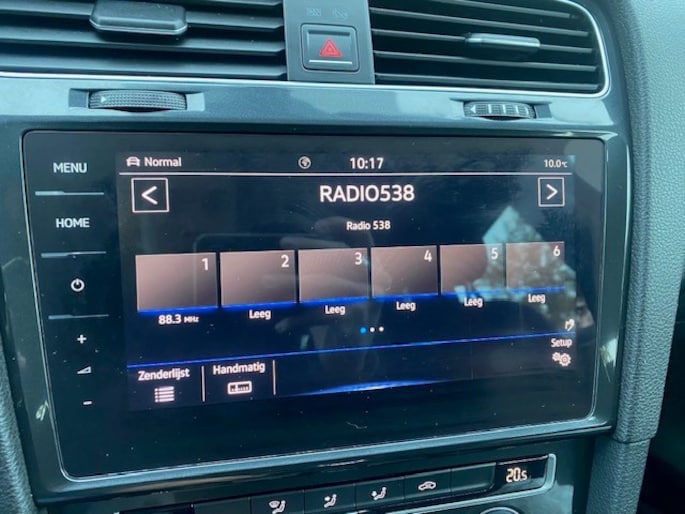 MENU
Normal
10:17
10.0°C
RADIO538
HOME
Radio 538
1
2
3
4
5
6
88.3 MHz
Leeg
Leeg
Leeg
Leeg
Leeg
+
-
Setup
Zenderlijst
Handmatig
20.5